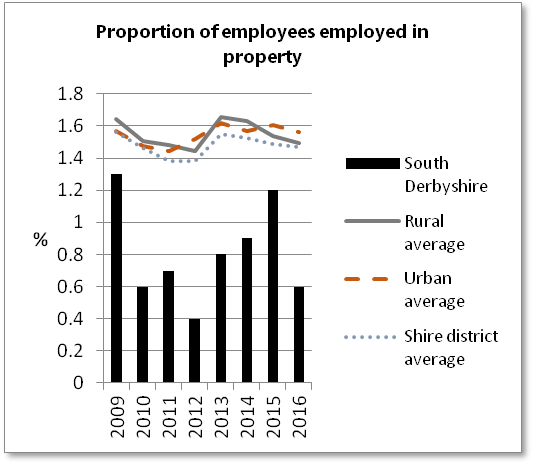 Proportion of employees employed in
property
1.8
1.6
1.4
1.2
1
0.8
0.6
0.4
0.2
0
%
2009
2010
2011
2012
2013
2014
2015
2016
South
Derbyshire
Rural
average
Urban
average
Shire district
average